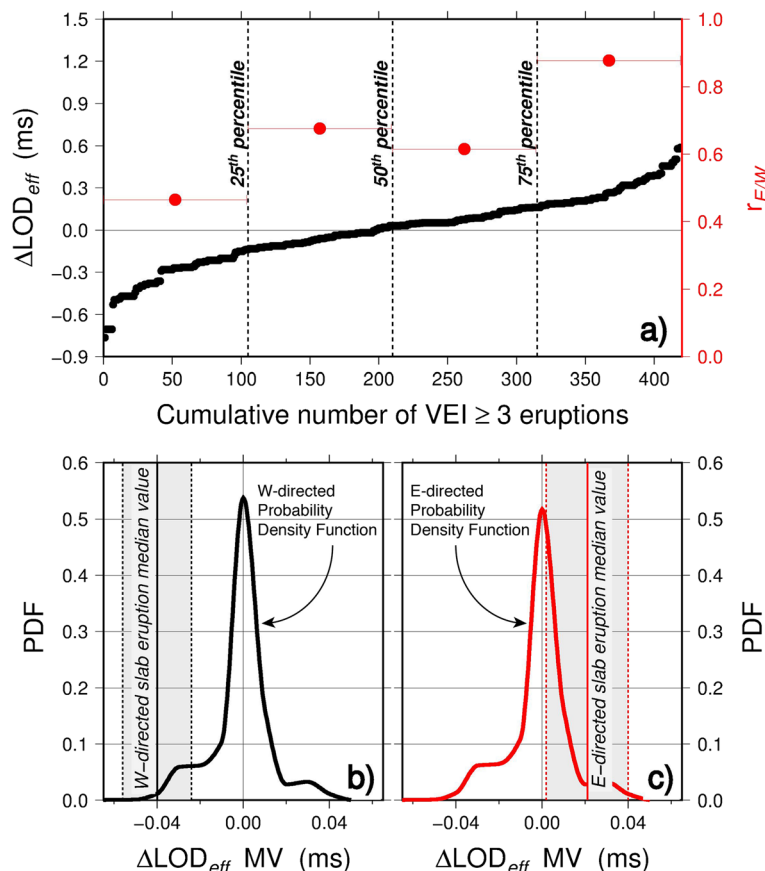 1.5
1.2
0.9
0.6
0.3
0.0
−0.3
−0.6
−0.9
ΔLOD_eff (ms)
25th percentile
50th percentile
75th percentile
1.0
0.8
0.6
0.4
0.2
0.0
r_E/W
a)
0 50 100 150 200 250 300 350 400
Cumulative number of VEI ≥ 3 eruptions
0.6
0.5
0.4
0.3
0.2
0.1
0.0
PDF
W−directed slab eruption median value
W-directed
Probability
Density Function
b)
−0.04 0.00 0.04
ΔLOD_eff MV (ms)
E-directed
Probability
Density Function
E−directed slab eruption median value
c)
0.6
0.5
0.4
0.3
0.2
0.1
0.0
PDF
−0.04 0.00 0.04
ΔLOD_eff MV (ms)